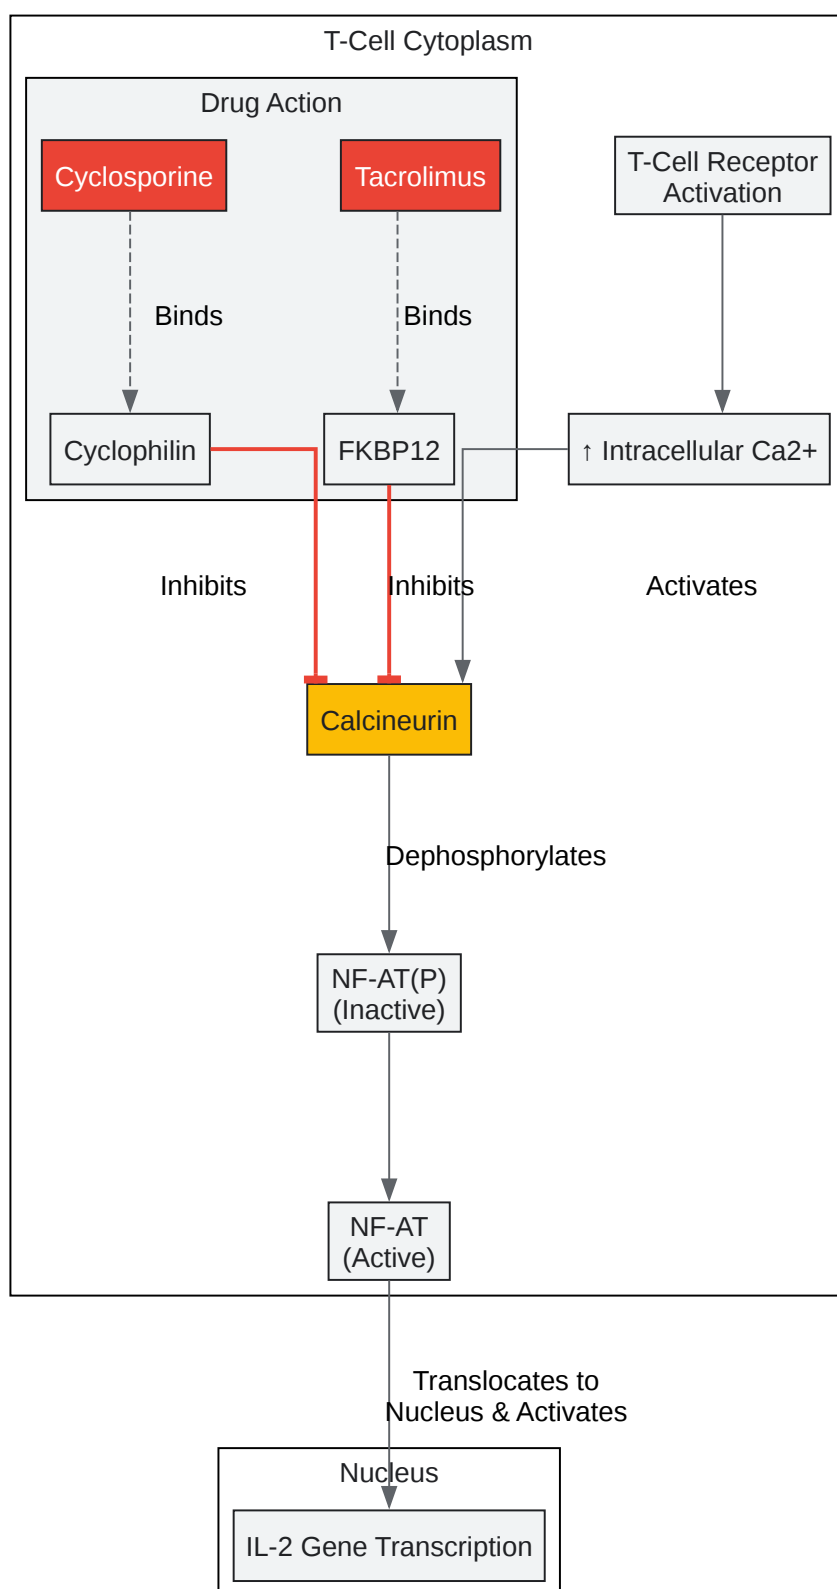 T-Cell Cytoplasm
Drug Action
Cyclosporine
Tacrolimus
T-Cell Receptor
Activation
Binds
Binds
Cyclophilin
FKBP12
↑ Intracellular Ca2+
Inhibits
Inhibits
Activates
Calcineurin
Dephosphorylates
NF-AT(P)
(Inactive)
NF-AT
(Active)
Translocates to
Nucleus & Activates
Nucleus
IL-2 Gene Transcription